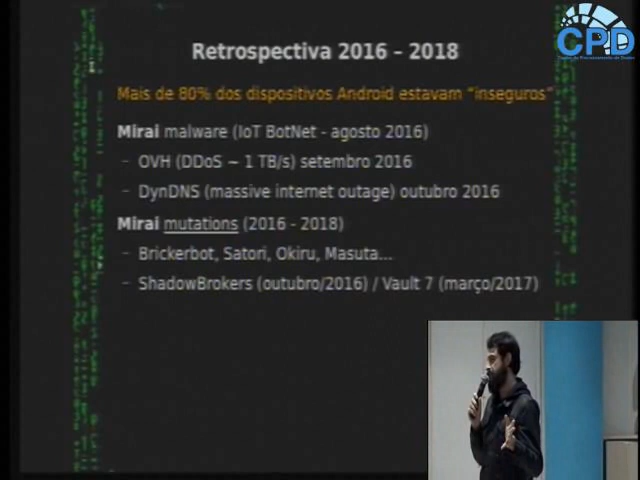 CPD
Retrospectiva 2016 – 2018
Mais de 80% dos dispositivos Android estavam “inseguros”
Mirai malware (IoT BotNet - agosto 2016)
– OVH (DDoS ~ 1 TB/s) setembro 2016
– DynDNS (massive internet outage) outubro 2016
Mirai mutations (2016 - 2018)
– Brickerbot, Satori, Okiru, Masuta...
– ShadowBrokers (outubro/2016) / Vault 7 (março/2017)